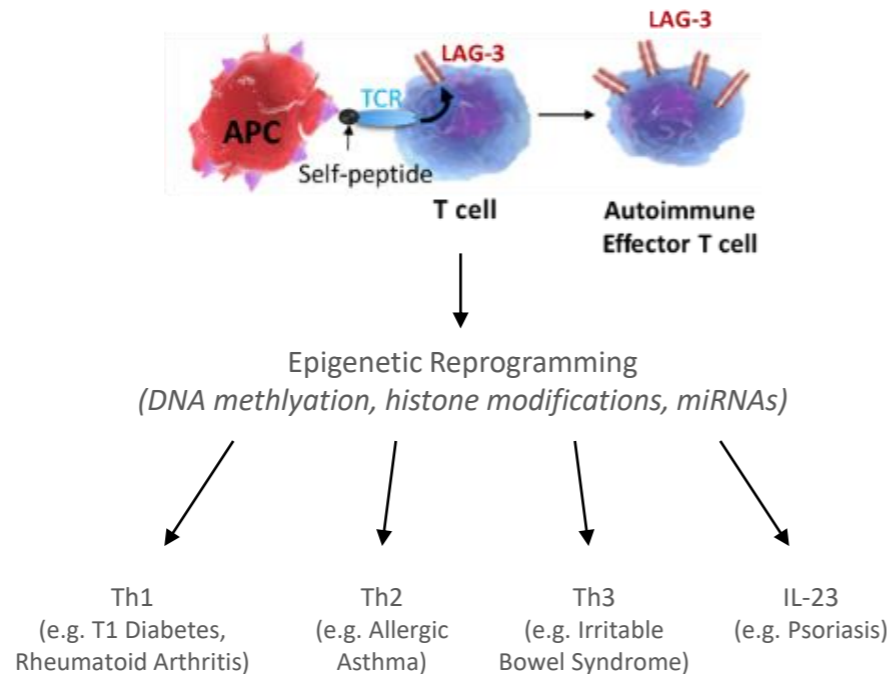 LAG-3
LAG-3
TCR
APC
Self-peptide
T cell
Autoimmune
Effector T cell
Epigenetic Reprogramming
(DNA methlyation, histone modifications, miRNAs)
Th1
(e.g. T1 Diabetes,
Rheumatoid Arthritis)
Th2
(e.g. Allergic
Asthma)
Th3
(e.g. Irritable
Bowel Syndrome)
IL-23
(e.g. Psoriasis)